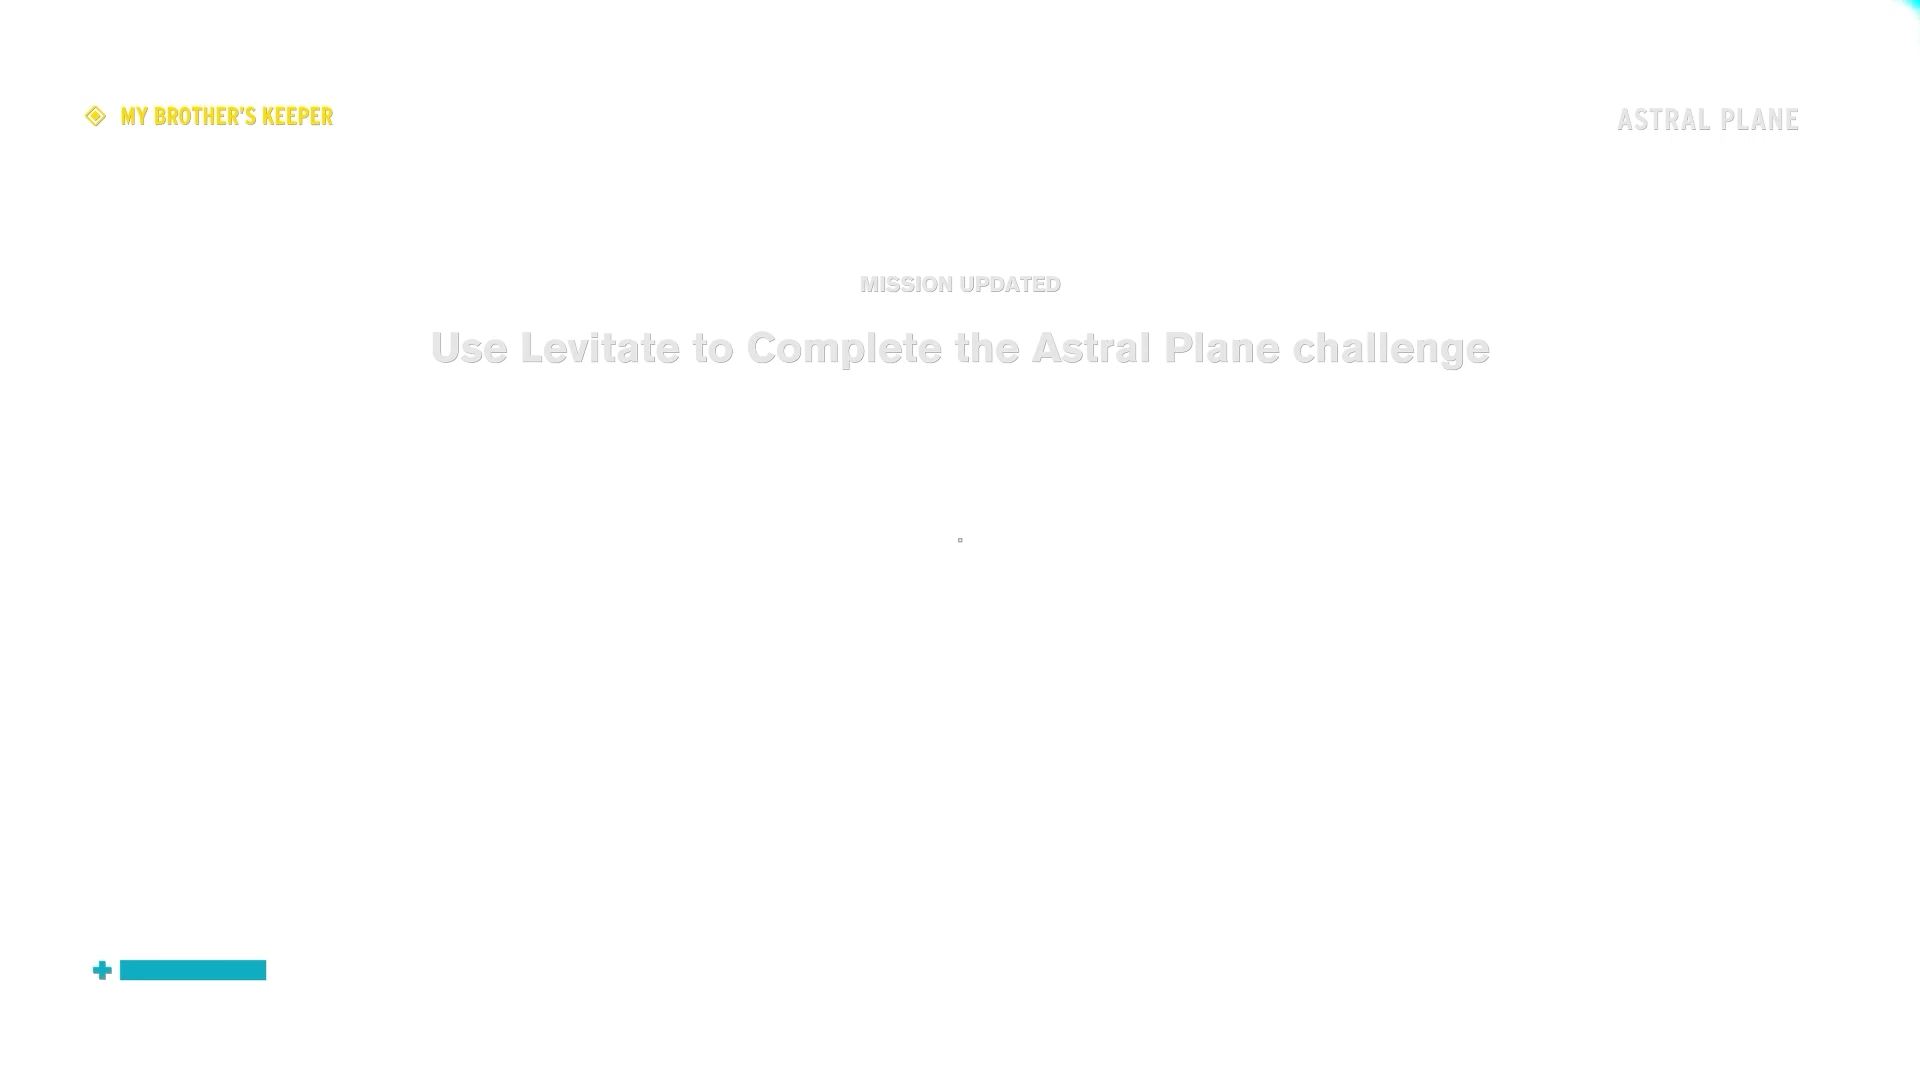 MY BROTHER'S KEEPER
ASTRAL PLANE
MISSION UPDATED
Use Levitate to Complete the Astral Plane challenge